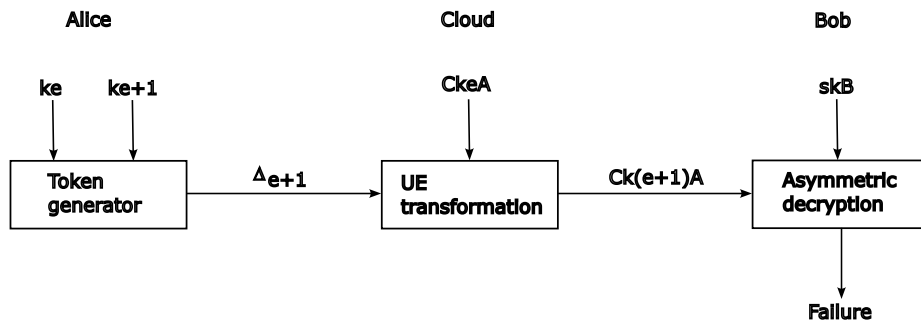 Alice
Cloud
Bob
ke
ke+1
CkeA
skB
Token
generator
Δe+1
UE
transformation
Ck(e+1)A
Asymmetric
decryption
Failure